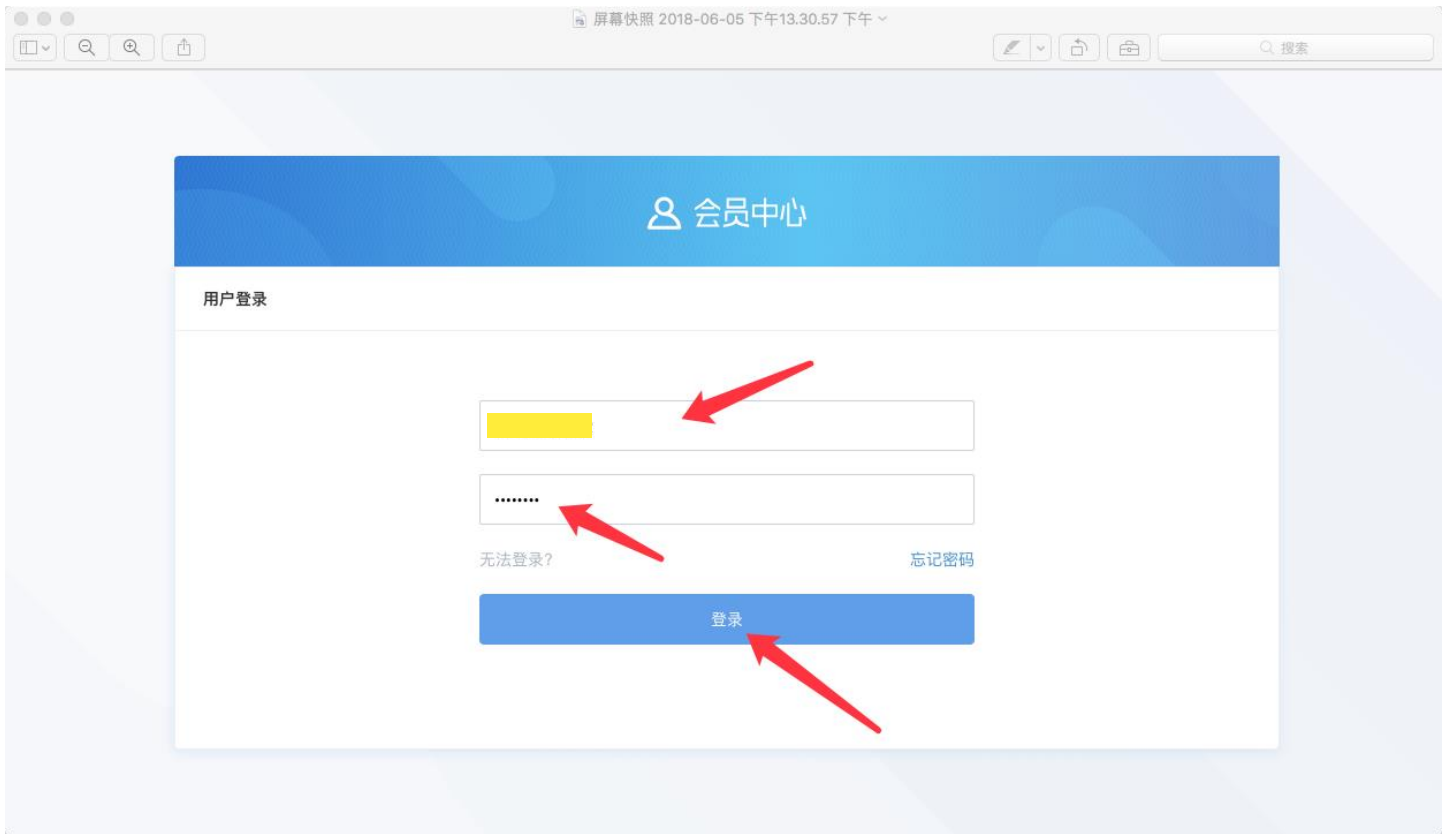 屏幕快照 2018-06-05 下午13.30.57 下午
搜索
会员中心
用户登录
••••••••
无法登录?
忘记密码
登录